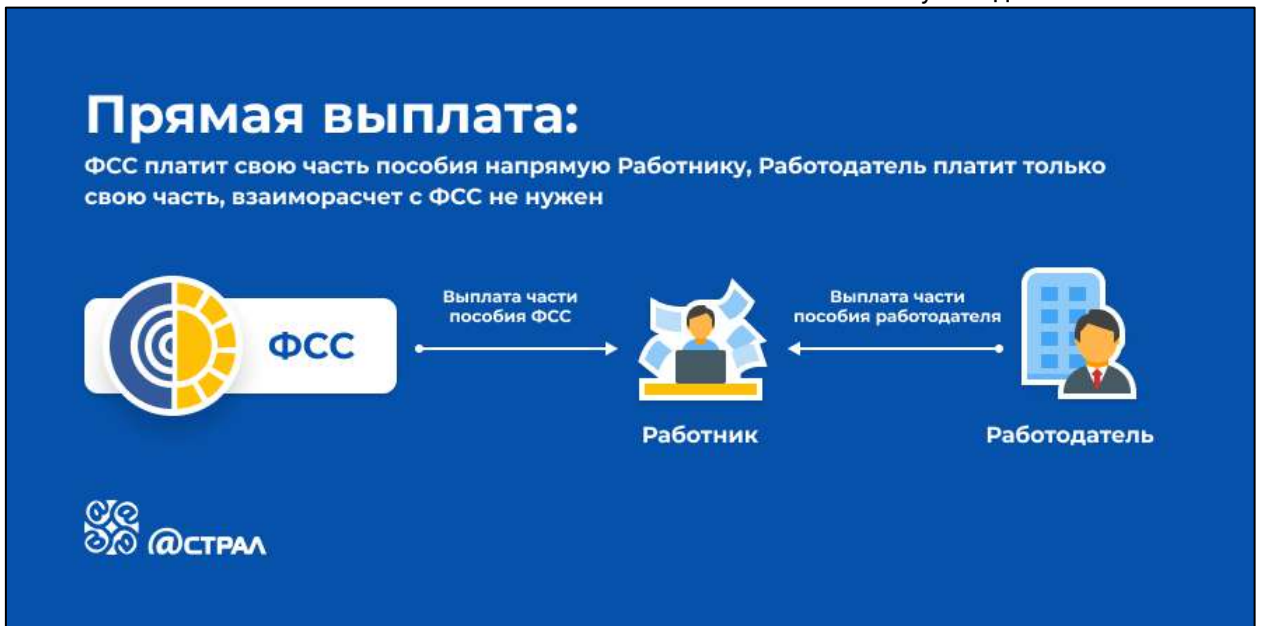 Прямая выплата:
ФСС платит свою часть пособия напрямую Работнику, Работодатель платит только
свою часть, взаиморасчет с ФСС не нужен
ФСС
Выплата части
пособия ФСС
Выплата части
пособия работодателя
Работник
Работодатель
@СТРАЛ